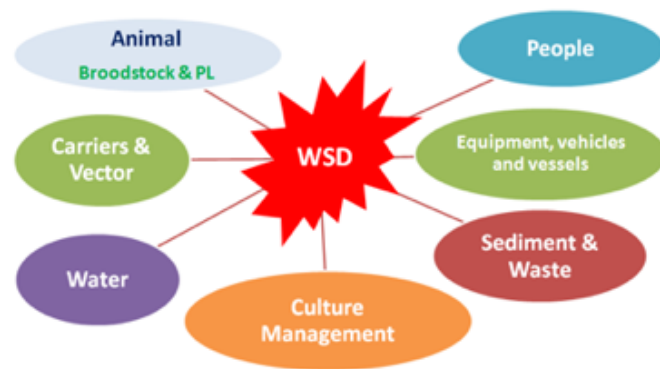 Animal
Broodstock & PL
People
Carriers &
Vector
WSD
Equipment, vehicles
and vessels
Water
Sediment &
Waste
Culture
Management